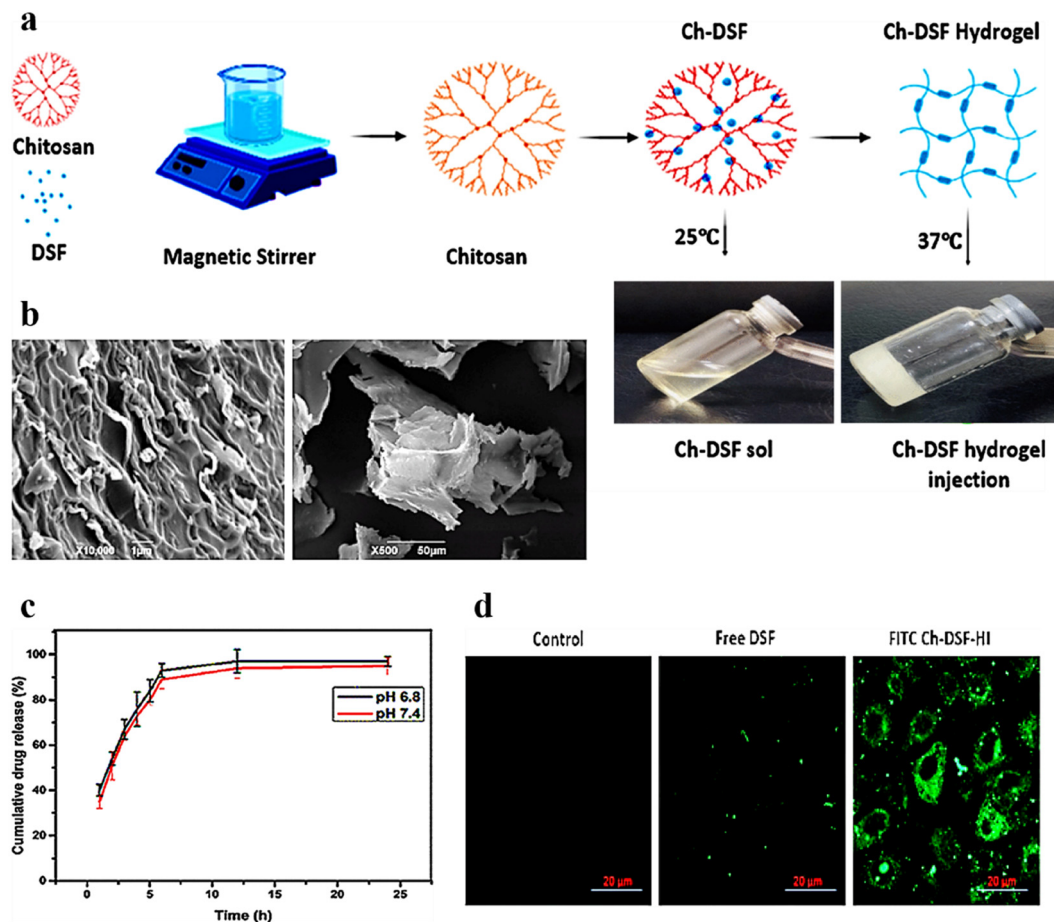 a
Ch-DSF
Ch-DSF Hydrogel
Chitosan
DSF
Magnetic Stirrer
Chitosan
25℃
37℃
Ch-DSF sol
Ch-DSF hydrogel
injection
b
X10,000 1μm
X500 50μm
c
Cumulative drug release (%)
100
80
60
40
20
0
0 5 10 15 20 25
Time (h)
pH 6.8
pH 7.4
d
Control
Free DSF
FITC Ch-DSF-HI
20 μm
20 μm
20 μm